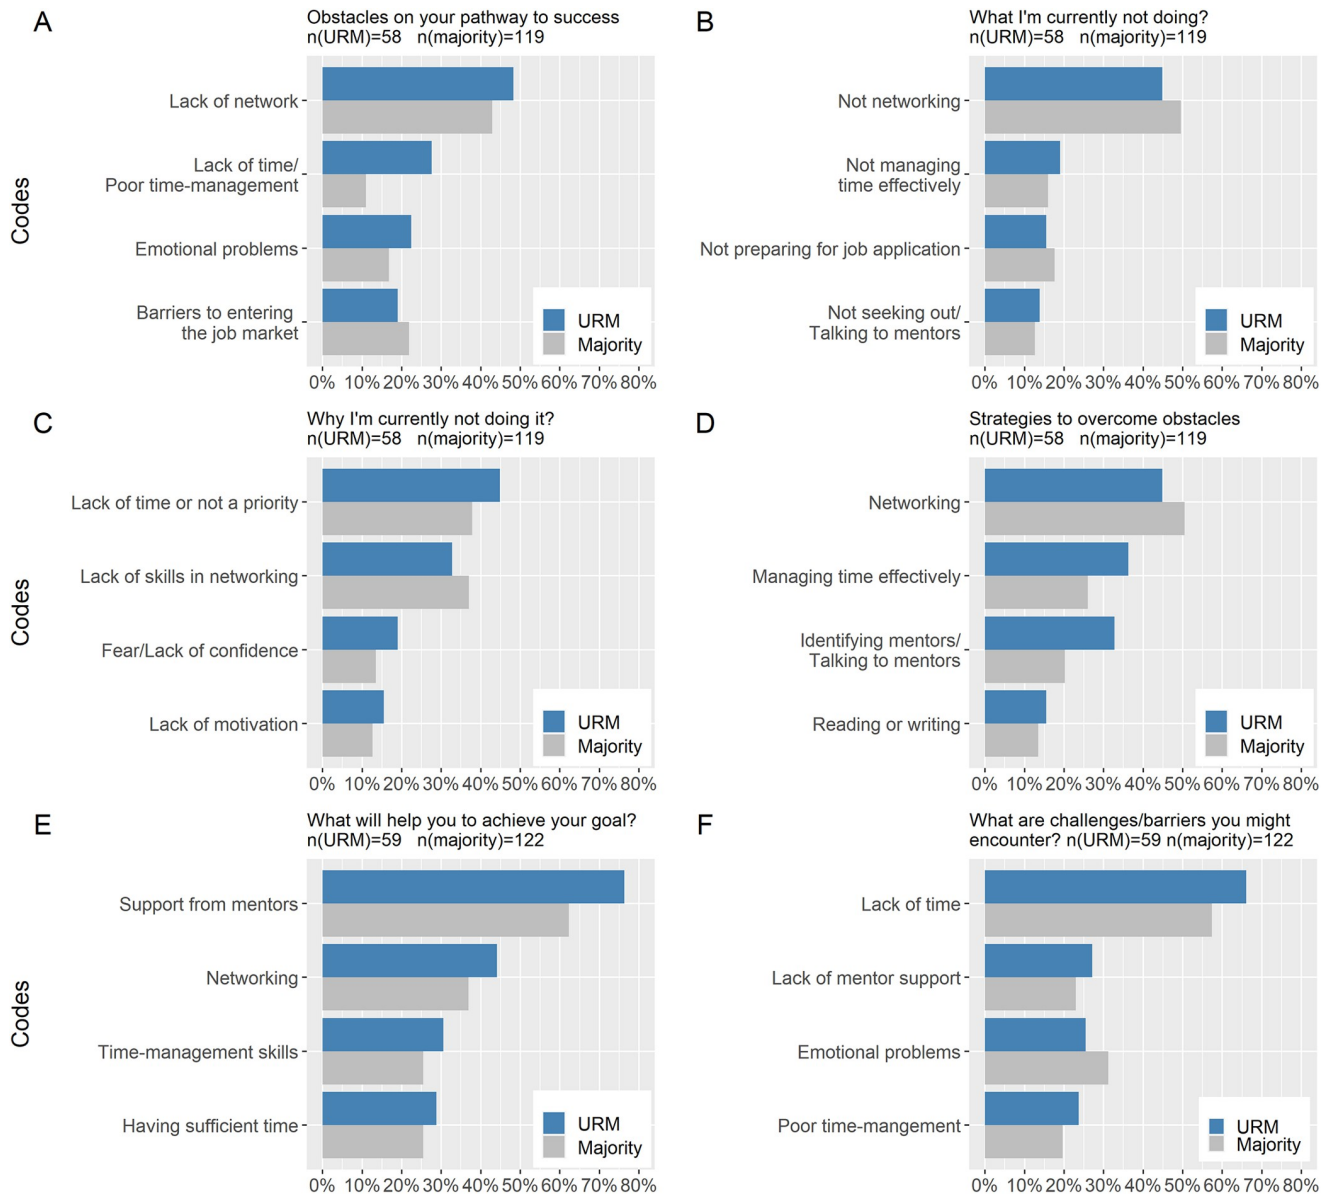 A
Obstacles on your pathway to success
n(URM)=58 n(majority)=119
Codes
Lack of network
Lack of time/
Poor time-management
Emotional problems
Barriers to entering
the job market
URM
Majority
0% 10% 20% 30% 40% 50% 60% 70% 80%
B
What I'm currently not doing?
n(URM)=58 n(majority)=119
Not networking
Not managing
time effectively
Not preparing for job application
Not seeking out/
Talking to mentors
URM
Majority
0% 10% 20% 30% 40% 50% 60% 70% 80%
C
Why I'm currently not doing it?
n(URM)=58 n(majority)=119
Codes
Lack of time or not a priority
Lack of skills in networking
Fear/Lack of confidence
Lack of motivation
URM
Majority
0% 10% 20% 30% 40% 50% 60% 70% 80%
D
Strategies to overcome obstacles
n(URM)=58 n(majority)=119
Networking
Managing time effectively
Identifying mentors/
Talking to mentors
Reading or writing
URM
Majority
0% 10% 20% 30% 40% 50% 60% 70% 80%
E
What will help you to achieve your goal?
n(URM)=59 n(majority)=122
Codes
Support from mentors
Networking
Time-management skills
Having sufficient time
URM
Majority
0% 10% 20% 30% 40% 50% 60% 70% 80%
F
What are challenges/barriers you might
encounter? n(URM)=59 n(majority)=122
Lack of time
Lack of mentor support
Emotional problems
Poor time-mangement
URM
Majority
0% 10% 20% 30% 40% 50% 60% 70% 80%